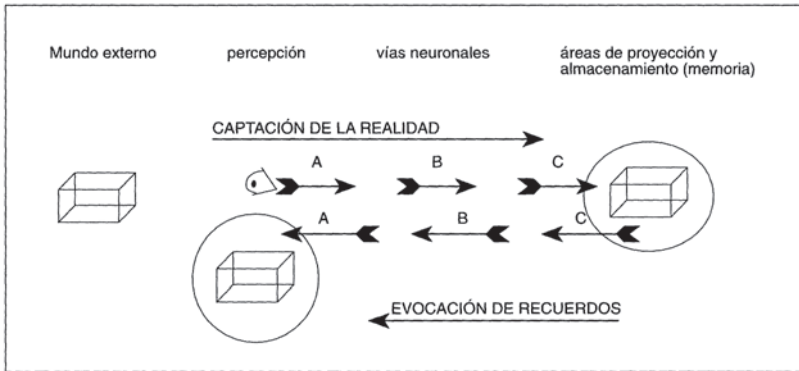 Mundo externo percepción vías neuronales áreas de proyección y
almacenamiento (memoria)
CAPTACIÓN DE LA REALIDAD
A B C
A B C
EVOCACIÓN DE RECUERDOS